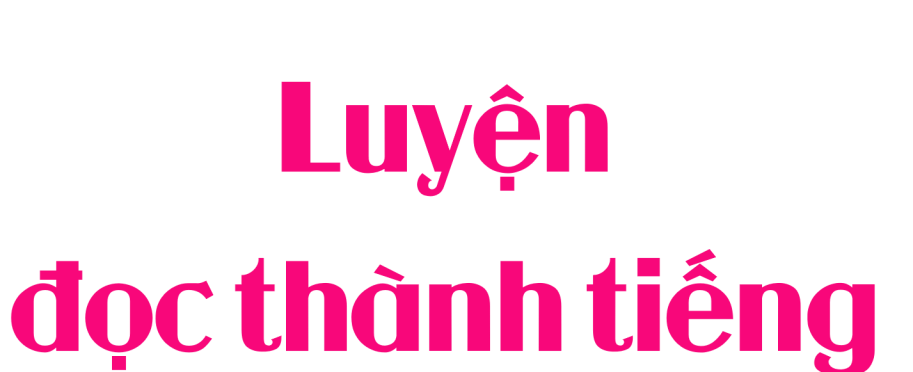 Luyện
đọc thành tiếng